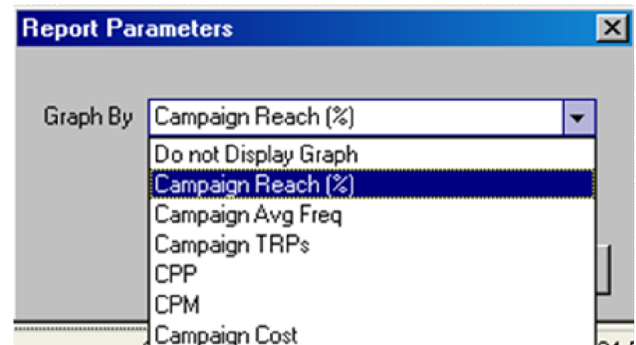 Report Parameters
Graph By Campaign Reach (%)
Do not Display Graph
Campaign Reach (%)
Campaign Avg Freq
Campaign TRPs
CPP
CPM
Campaign Cost